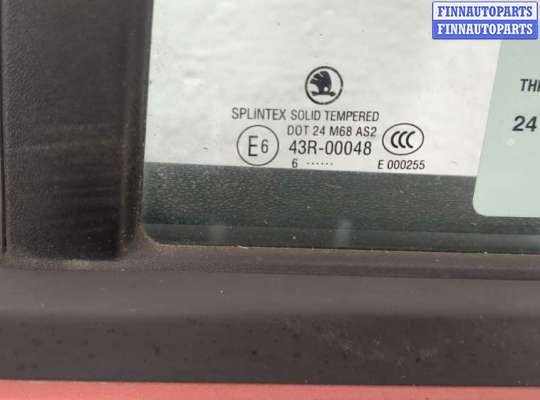 FINNAUTOPARTS
FINNAUTOPARTS
SPLINTEX SOLID TEMPERED
DOT 24 M68 AS2
E6 43R-00048 CCC
6 ...... E 000255
24